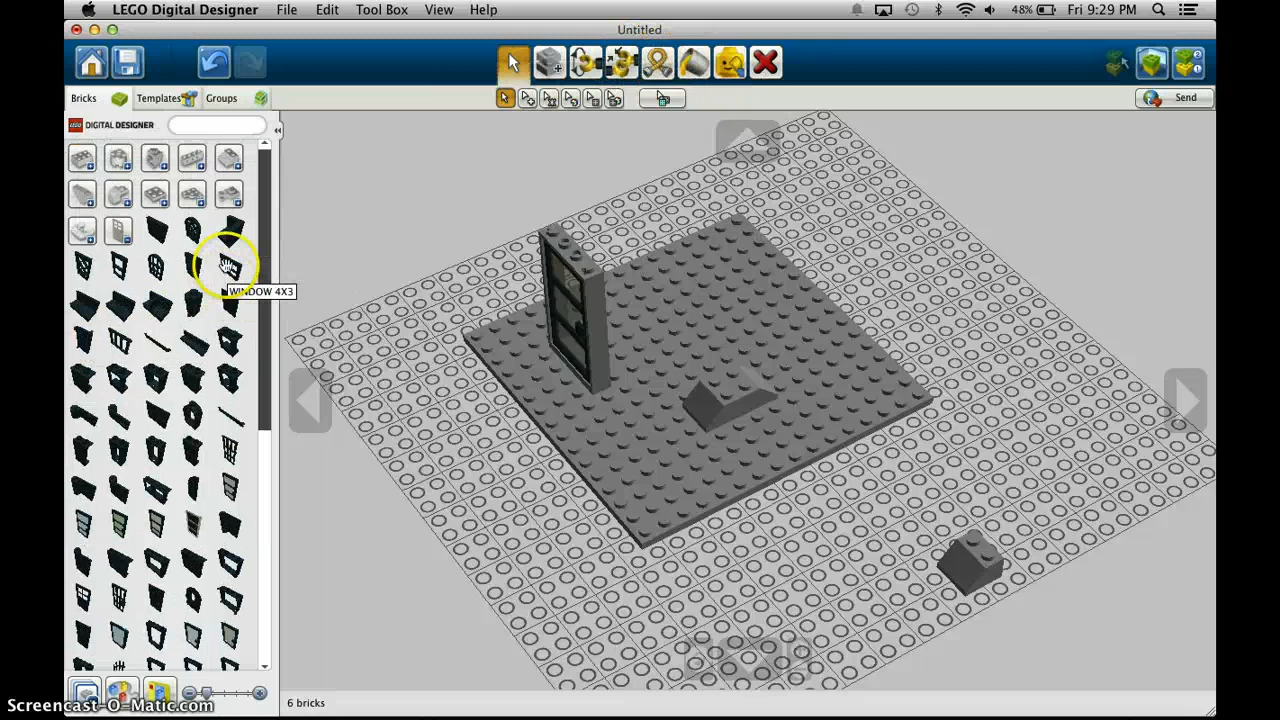 LEGO Digital Designer File Edit Tool Box View Help 48% Fri 9:29 PM
Untitled
Bricks Templates Groups Send
LEGO DIGITAL DESIGNER
WINDOW 4X3
6 bricks
Screencast-O-Matic.com